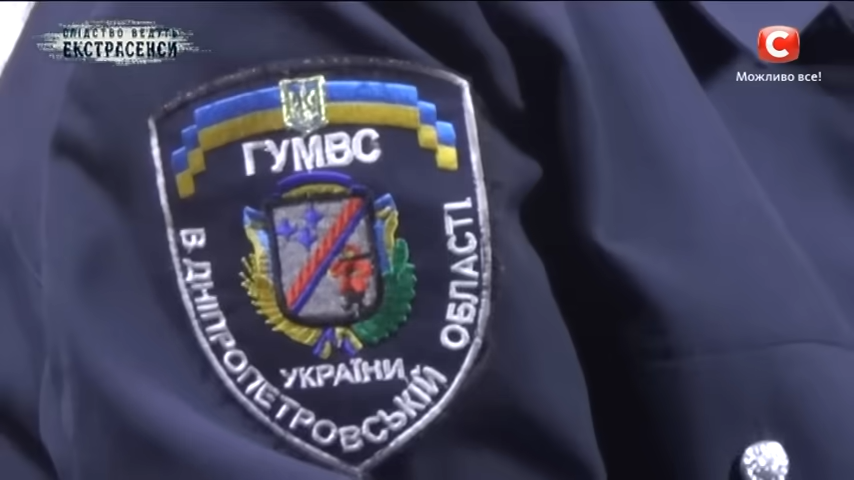 СЛІДСТВО ВЕДУТЬ
ЕКСТРАСЕНСИ
С
Можливо все!
ГУМВС
УКРАЇНИ
В ДНІПРОПЕТРОВСЬКІЙ ОБЛАСТІ